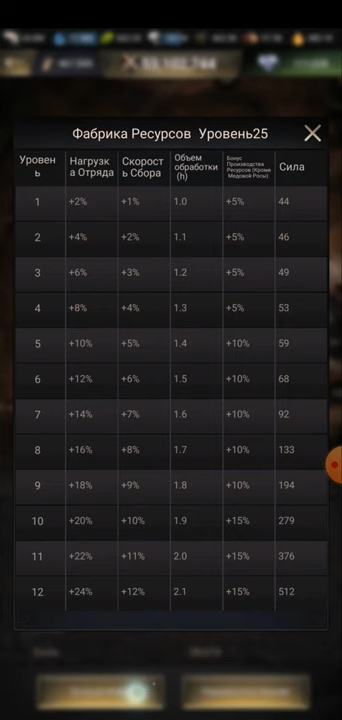 Фабрика Ресурсов Уровень25
Уровень Нагрузка Отряда Скорость Сбора Объем обработки (h) Бонус Производства Ресурсов (Кроме Медовой Росы) Сила
1 +2% +1% 1.0 +5% 44
2 +4% +2% 1.1 +5% 46
3 +6% +3% 1.2 +5% 49
4 +8% +4% 1.3 +5% 53
5 +10% +5% 1.4 +10% 59
6 +12% +6% 1.5 +10% 68
7 +14% +7% 1.6 +10% 92
8 +16% +8% 1.7 +10% 133
9 +18% +9% 1.8 +10% 194
10 +20% +10% 1.9 +15% 279
11 +22% +11% 2.0 +15% 376
12 +24% +12% 2.1 +15% 512